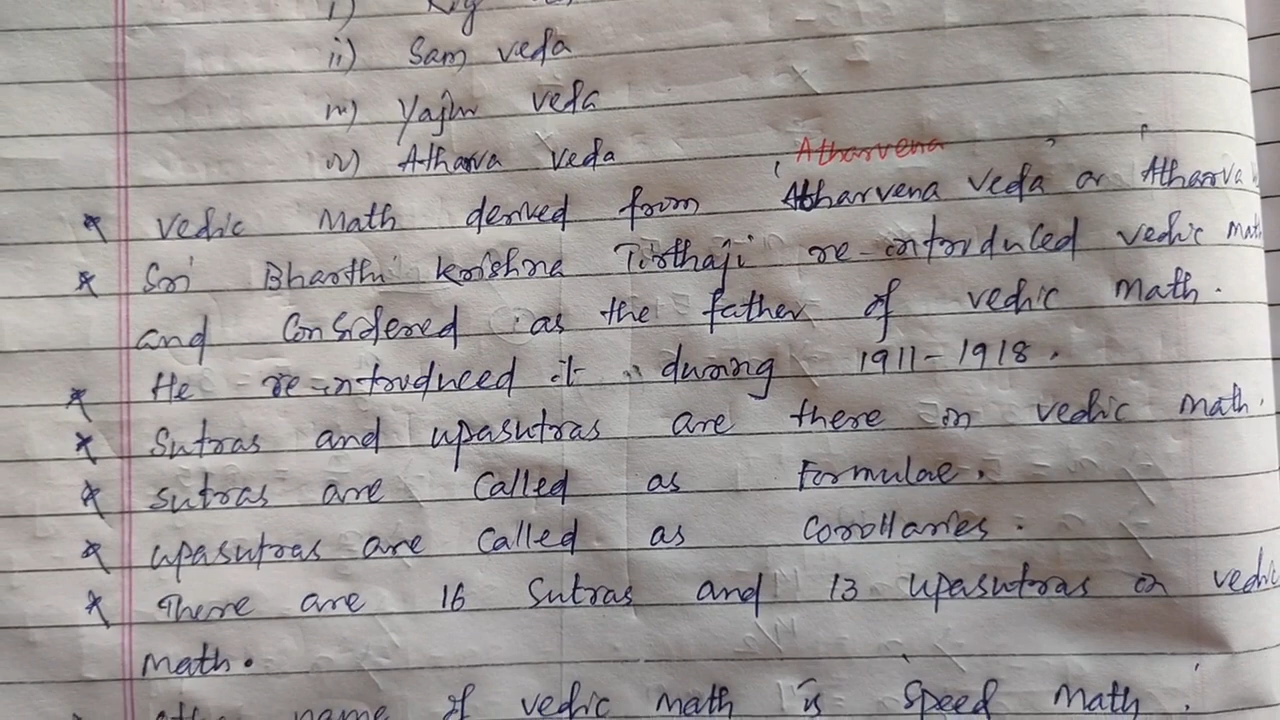 i) Rig
ii) Sam veda
iii) Yajur veda
iv) Atharva veda
Atharvena
* Vedic Math derived from Atharvena Veda or Atharva
* Sri Bharthi Krishna Tirthaji re-introduced vedic math
and Considered as the father of vedic math.
* He re-introduced it during 1911-1918.
* Sutras and upasutras are there in vedic math.
* sutras are called as Formulae.
* upasutras are called as Corollaries.
* There are 16 Sutras and 13 upasutras in vedic
math.
name of vedic math is Speed math.